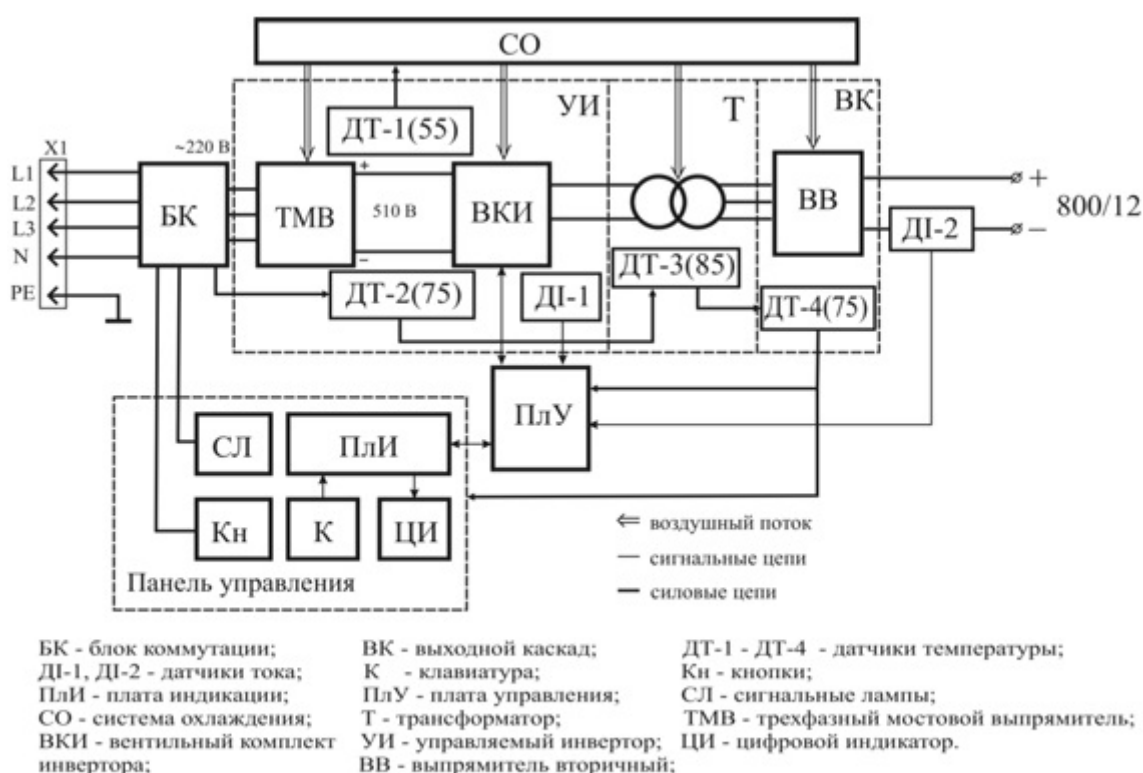 СО
УИ
Т
ВК
ДТ-1(55)
X1
~220 В
L1
L2
L3
N
PE
БК
ТМВ
+
510 В
−
ВКИ
ВВ
+
800/12
−
ДІ-2
ДТ-2(75)
ДІ-1
ДТ-3(85)
ДТ-4(75)
ПлУ
СЛ
ПлИ
Кн
К
ЦИ
Панель управления
воздушный поток
сигнальные цепи
силовые цепи
БК - блок коммутации;
ДІ-1, ДІ-2 - датчики тока;
ПлИ - плата индикации;
СО - система охлаждения;
ВКИ - вентильный комплект
инвертора;
ВК - выходной каскад;
К - клавиатура;
ПлУ - плата управления;
Т - трансформатор;
УИ - управляемый инвертор;
ВВ - выпрямитель вторичный;
ДТ-1 - ДТ-4 - датчики температуры;
Кн - кнопки;
СЛ - сигнальные лампы;
ТМВ - трехфазный мостовой выпрямитель;
ЦИ - цифровой индикатор.